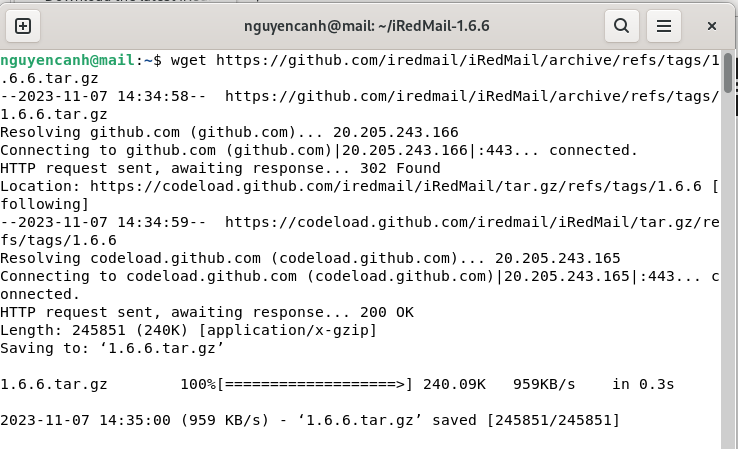 nguyencanh@mail: ~/iRedMail-1.6.6
nguyencanh@mail:~$ wget https://github.com/iredmail/iRedMail/archive/refs/tags/1
.6.6.tar.gz
--2023-11-07 14:34:58--  https://github.com/iredmail/iRedMail/archive/refs/tags/
1.6.6.tar.gz
Resolving github.com (github.com)... 20.205.243.166
Connecting to github.com (github.com)|20.205.243.166|:443... connected.
HTTP request sent, awaiting response... 302 Found
Location: https://codeload.github.com/iredmail/iRedMail/tar.gz/refs/tags/1.6.6 [
following]
--2023-11-07 14:34:59--  https://codeload.github.com/iredmail/iRedMail/tar.gz/re
fs/tags/1.6.6
Resolving codeload.github.com (codeload.github.com)... 20.205.243.165
Connecting to codeload.github.com (codeload.github.com)|20.205.243.165|:443... c
onnected.
HTTP request sent, awaiting response... 200 OK
Length: 245851 (240K) [application/x-gzip]
Saving to: ‘1.6.6.tar.gz’
1.6.6.tar.gz        100%[===================>] 240.09K   959KB/s    in 0.3s
2023-11-07 14:35:00 (959 KB/s) - ‘1.6.6.tar.gz’ saved [245851/245851]